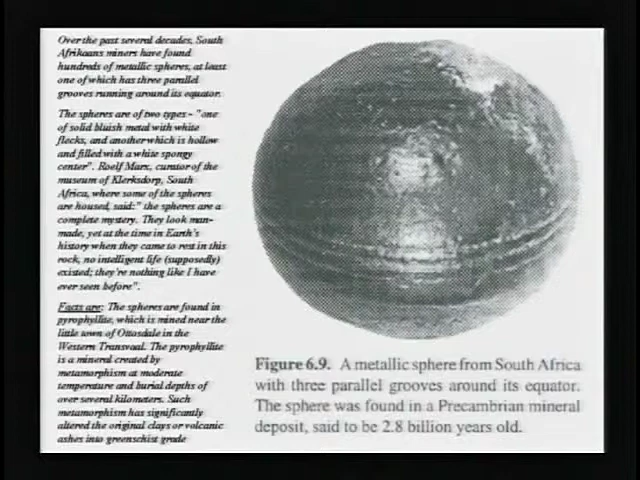 Over the past several decades, South
Afrikaans miners have found
hundreds of metallic spheres, at least
one of which has three parallel
grooves running around its equator.
The spheres are of two types - "one
of solid bluish metal with white
flecks, and another which is hollow
and filled with a white spongy
center". Roelf Marx, curator of the
museum of Klerksdorp, South
Africa, where some of the spheres
are housed, said:" the spheres are a
complete mystery. They look man-
made, yet at the time in Earth's
history when they came to rest in this
rock, no intelligent life (supposedly)
existed; they're nothing like I have
ever seen before".
Facts are: The spheres are found in
pyrophyllite, which is mined near the
little town of Ottosdale in the
Western Transvaal. The pyrophyllite
is a mineral created by
metamorphism at moderate
temperature and burial depths of
over several kilometers. Such
metamorphism has significantly
altered the original clays or volcanic
ashes into greenschist grade
Figure 6.9. A metallic sphere from South Africa
with three parallel grooves around its equator.
The sphere was found in a Precambrian mineral
deposit, said to be 2.8 billion years old.